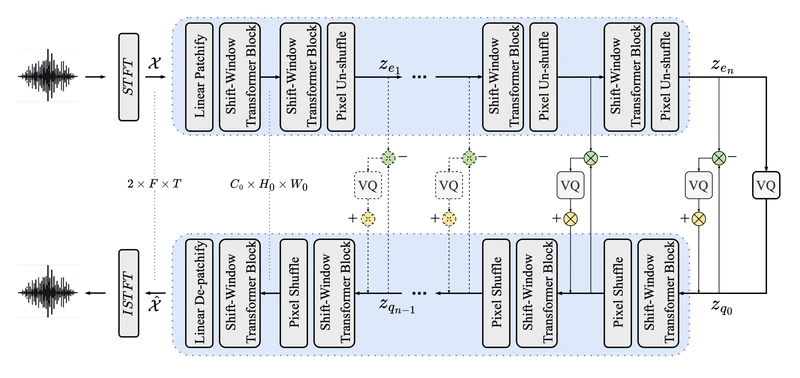 STFT
𝒳
Linear Patchify
Shift-Window
Transformer Block
Shift-Window
Transformer Block
Pixel Un-shuffle
z_{e_1}
...
Shift-Window
Transformer Block
Pixel Un-shuffle
Shift-Window
Transformer Block
Pixel Un-shuffle
z_{e_n}
−
−
−
−
2 × F × T
C_0 × H_0 × W_0
VQ
VQ
VQ
VQ
VQ
+
+
+
+
ISTFT
𝒳̂
Linear De-patchify
Shift-Window
Transformer Block
Pixel Shuffle
Shift-Window
Transformer Block
z_{q_{n−1}}
...
Pixel Shuffle
Shift-Window
Transformer Block
Pixel Shuffle
Shift-Window
Transformer Block
z_{q_0}